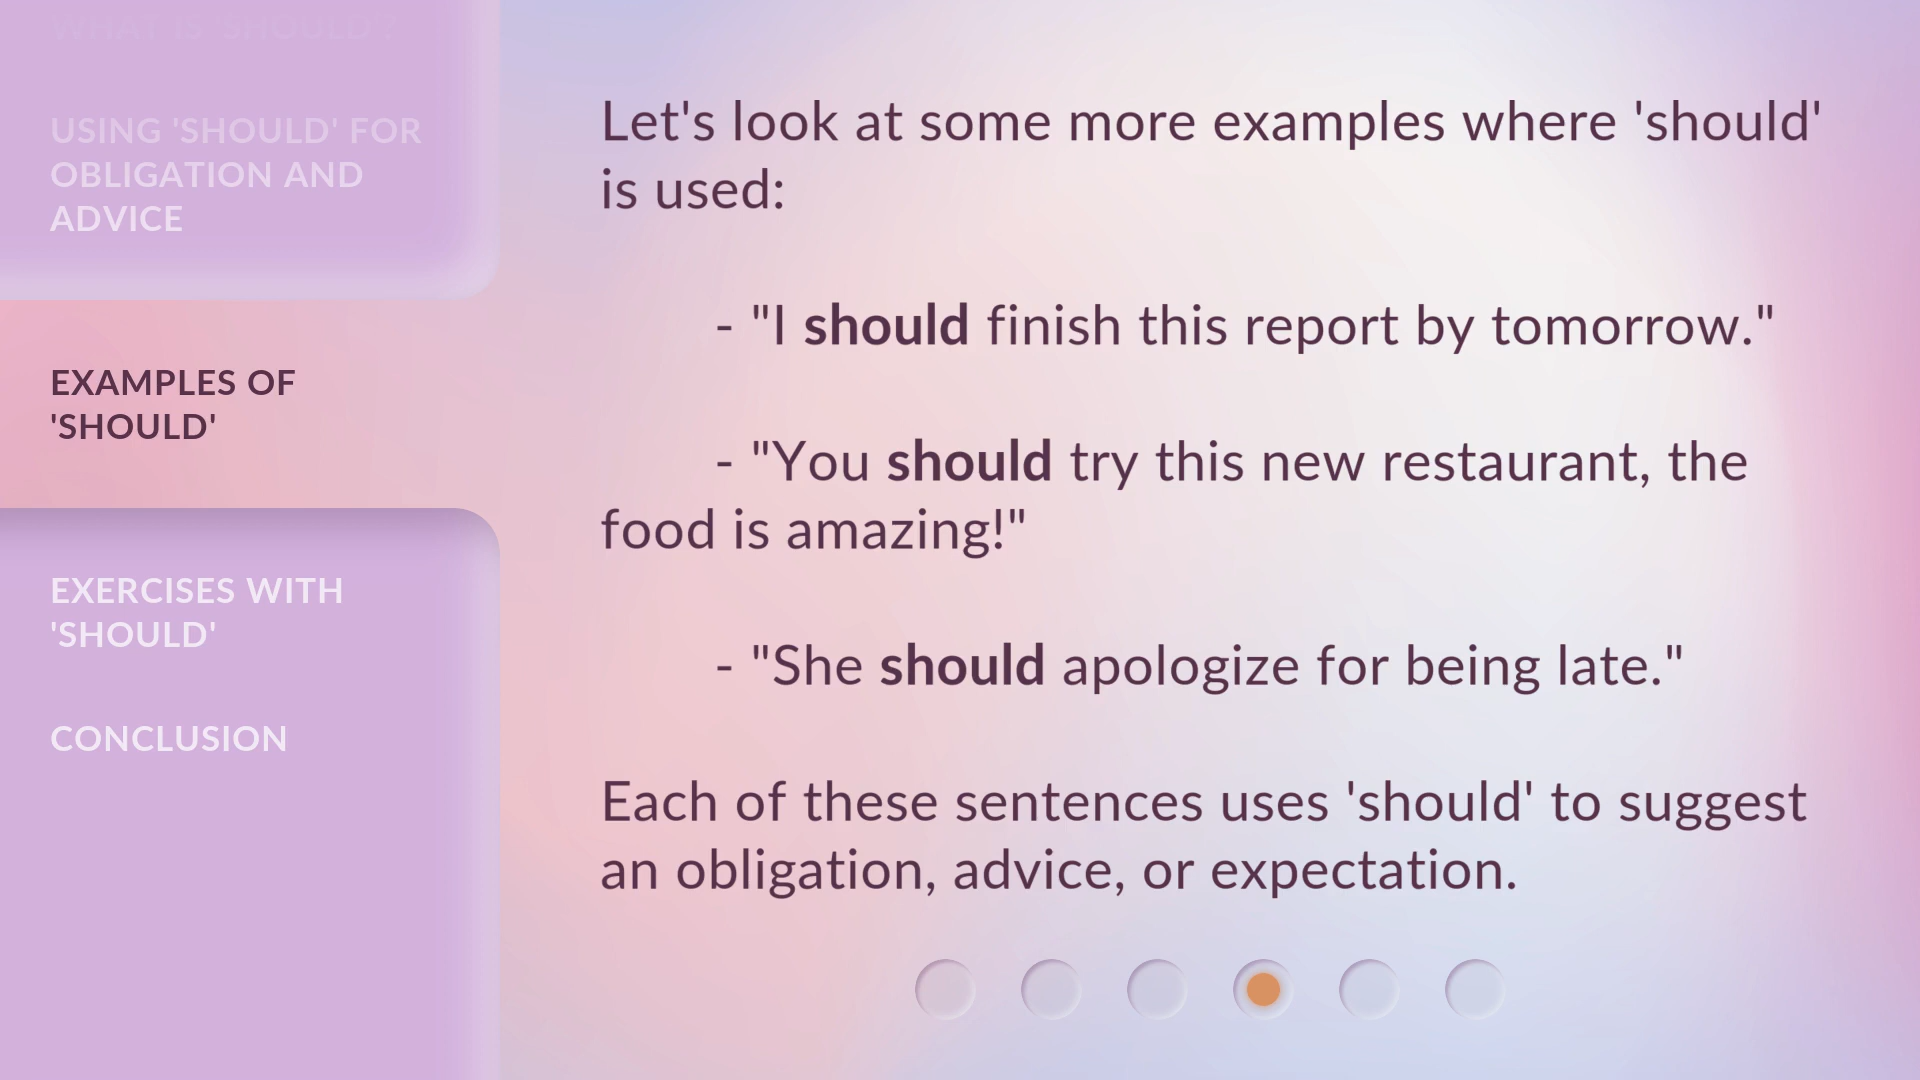 WHAT IS 'SHOULD'?
USING 'SHOULD' FOR
OBLIGATION AND
ADVICE
EXAMPLES OF
'SHOULD'
EXERCISES WITH
'SHOULD'
CONCLUSION
Let's look at some more examples where 'should'
is used:
- "I should finish this report by tomorrow."
- "You should try this new restaurant, the
food is amazing!"
- "She should apologize for being late."
Each of these sentences uses 'should' to suggest
an obligation, advice, or expectation.